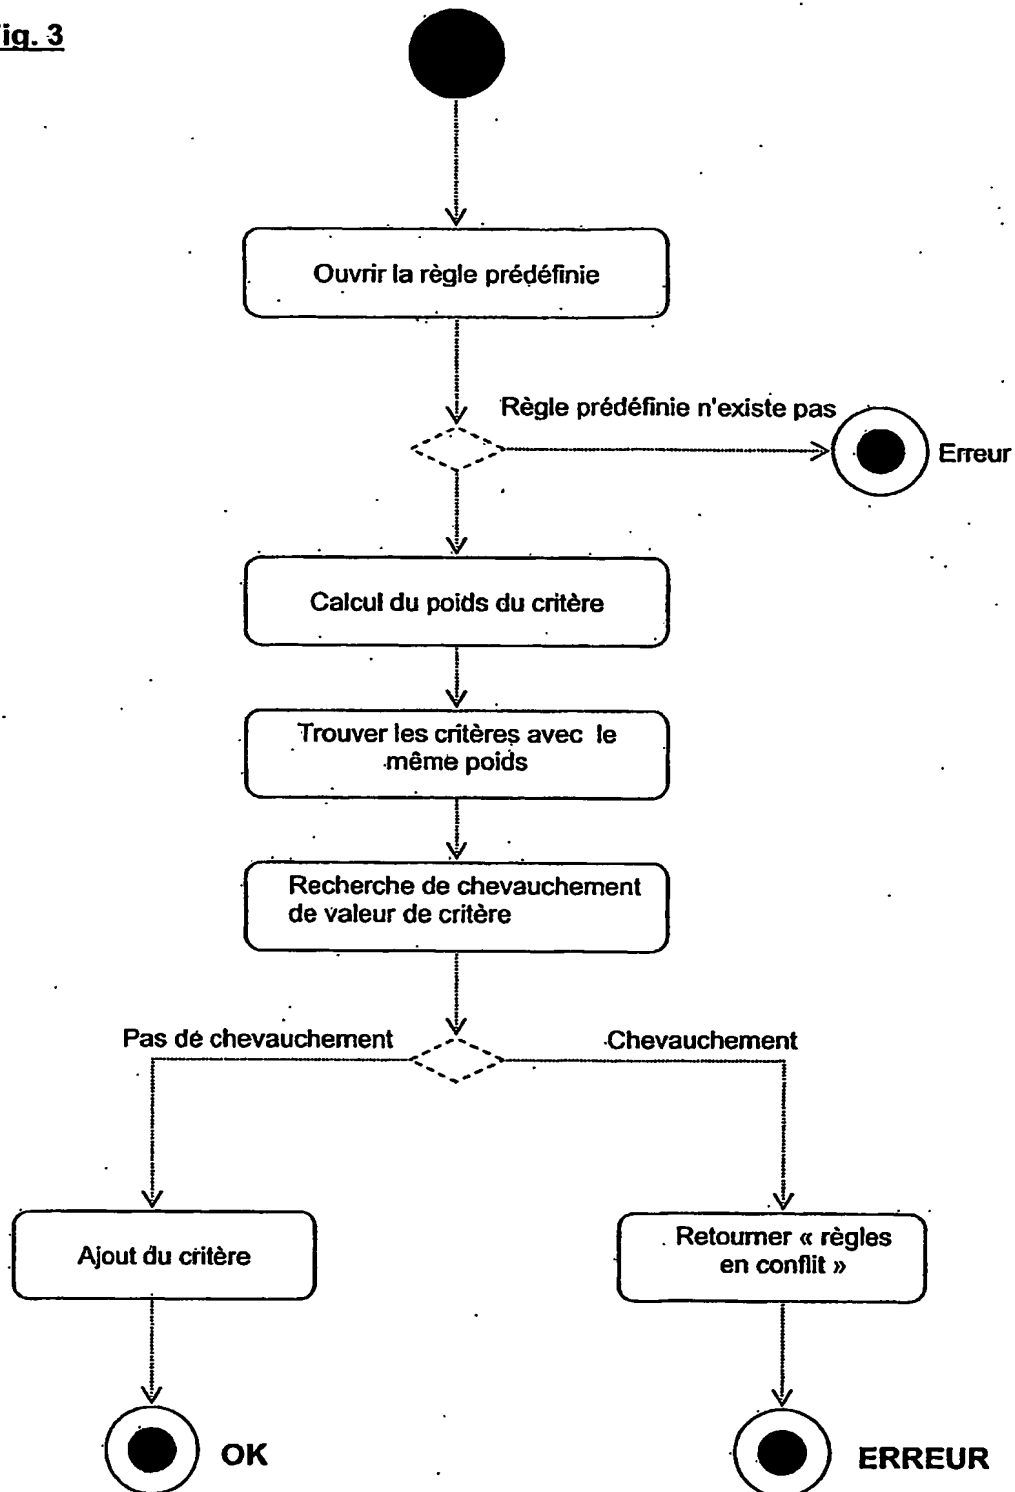 ig. 3
Ouvrir la règle prédéfinie
Règle prédéfinie n'existe pas
Erreur
Calcul du poids du critère
Trouver les critères avec le
même poids
Recherche de chevauchement
de valeur de critère
Pas de chevauchement
Chevauchement
Ajout du critère
Retourner « règles
en conflit »
OK
ERREUR